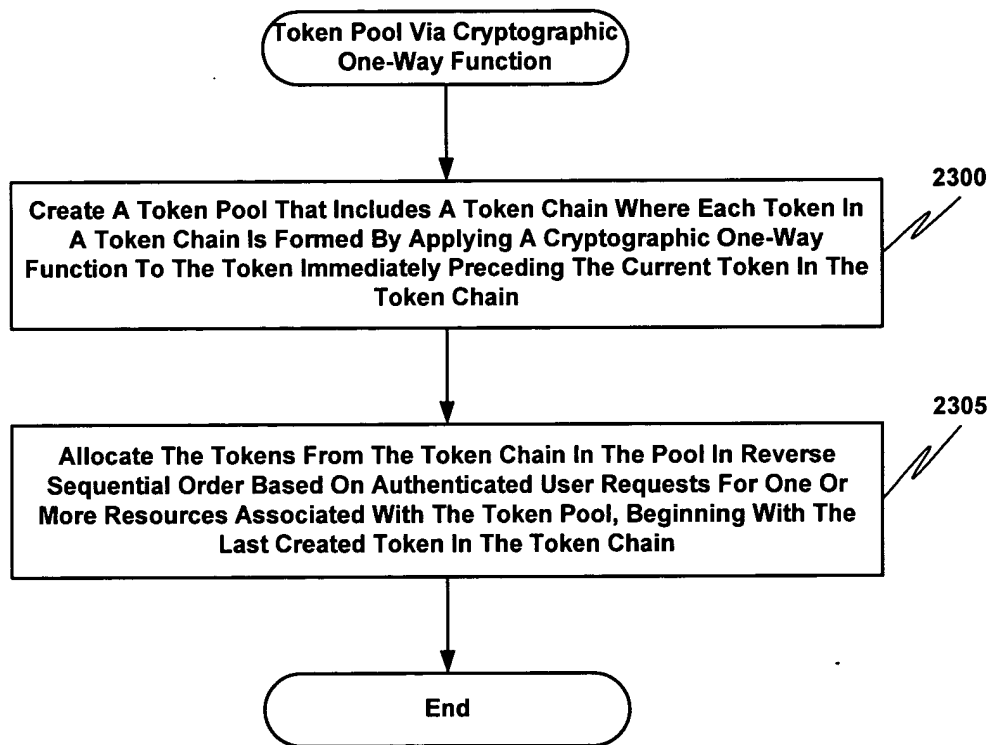 Token Pool Via Cryptographic
One-Way Function
2300
Create A Token Pool That Includes A Token Chain Where Each Token In
A Token Chain Is Formed By Applying A Cryptographic One-Way
Function To The Token Immediately Preceding The Current Token In The
Token Chain
2305
Allocate The Tokens From The Token Chain In The Pool In Reverse
Sequential Order Based On Authenticated User Requests For One Or
More Resources Associated With The Token Pool, Beginning With The
Last Created Token In The Token Chain
End